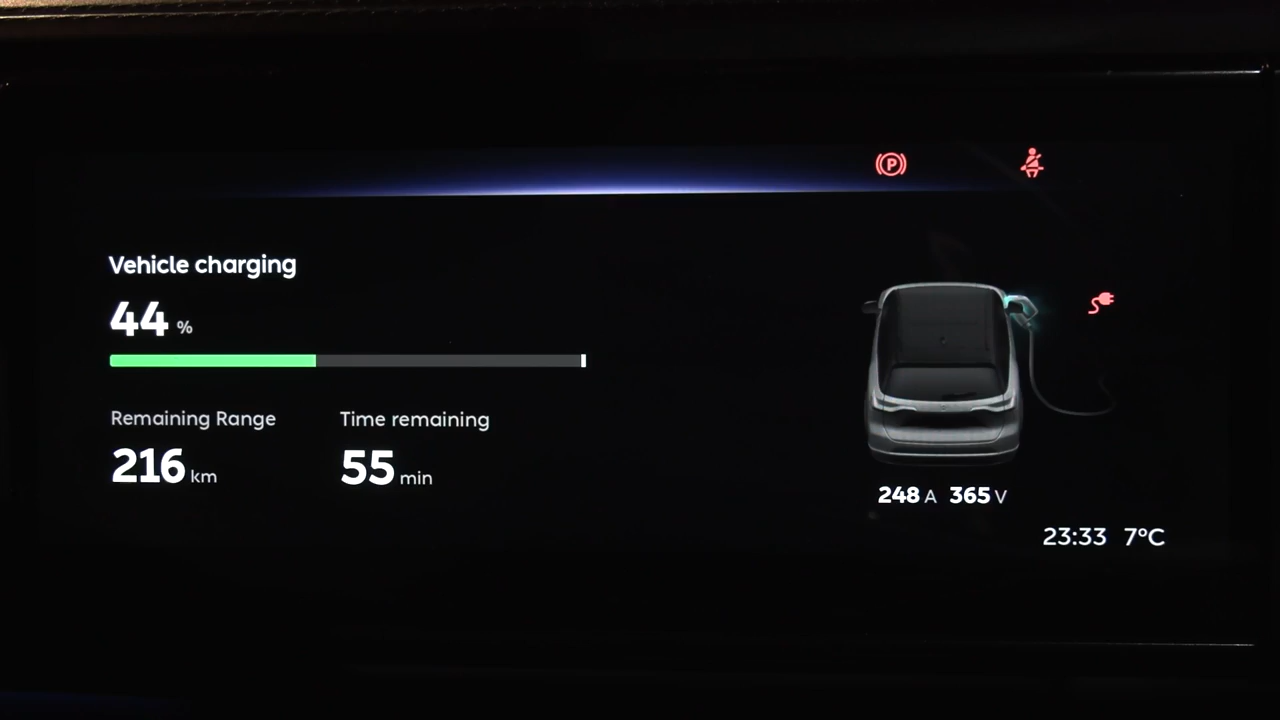 P
Vehicle charging
44 %
Remaining Range
Time remaining
216 km
55 min
248 A 365 V
23:33 7°C